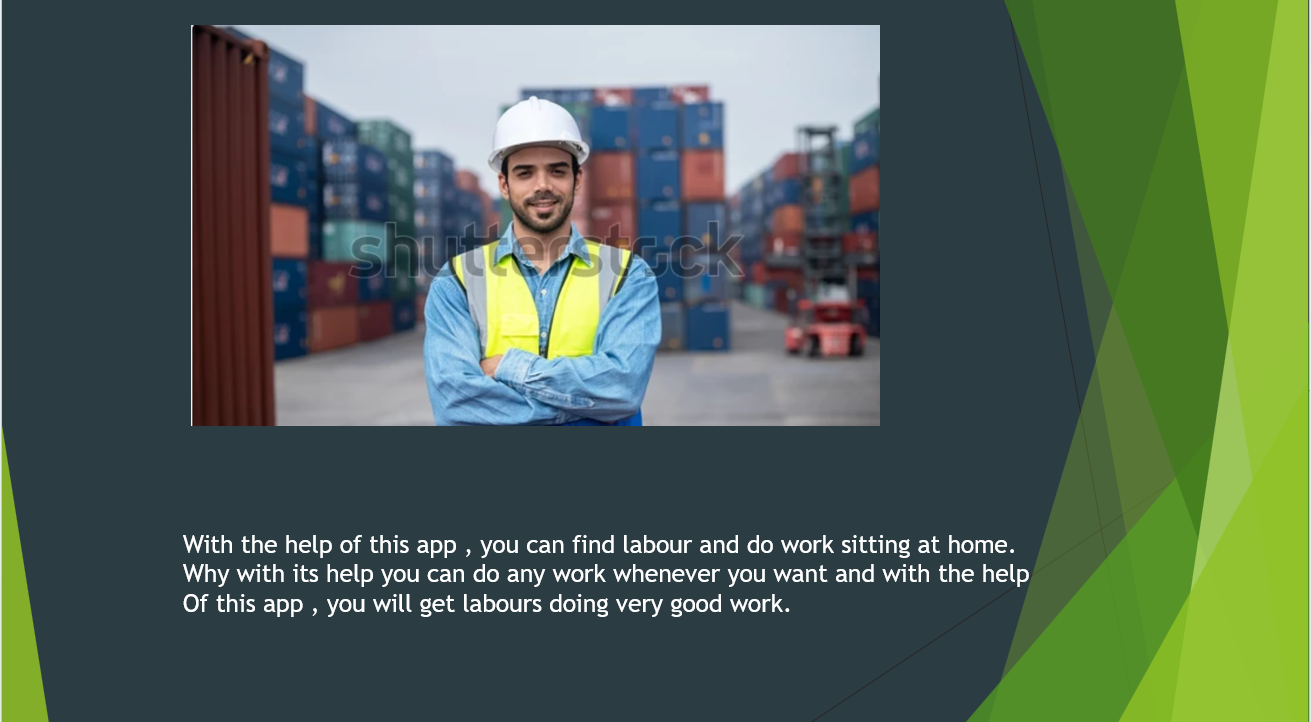 shutterstock
With the help of this app , you can find labour and do work sitting at home.
Why with its help you can do any work whenever you want and with the help
Of this app , you will get labours doing very good work.